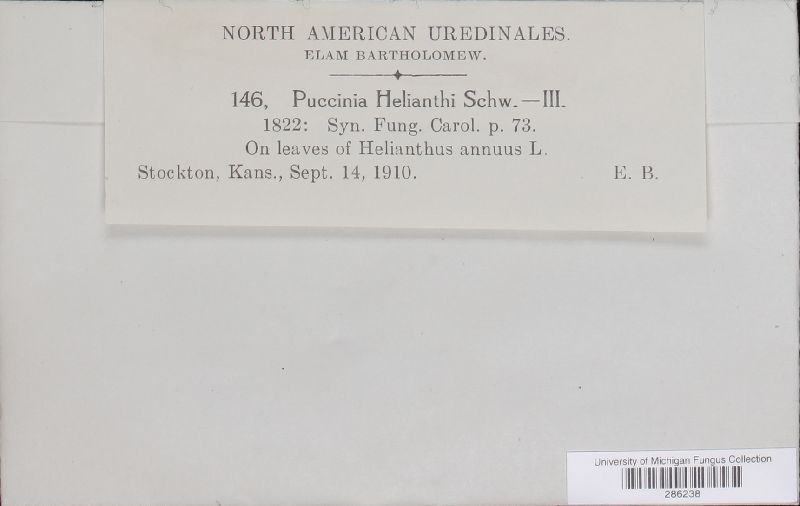 NORTH AMERICAN UREDINALES.
ELAM BARTHOLOMEW.
146, Puccinia Helianthi Schw.—III.
1822: Syn. Fung. Carol. p. 73.
On leaves of Helianthus annuus L.
Stockton, Kans., Sept. 14, 1910. E. B.
University of Michigan Fungus Collection
286238